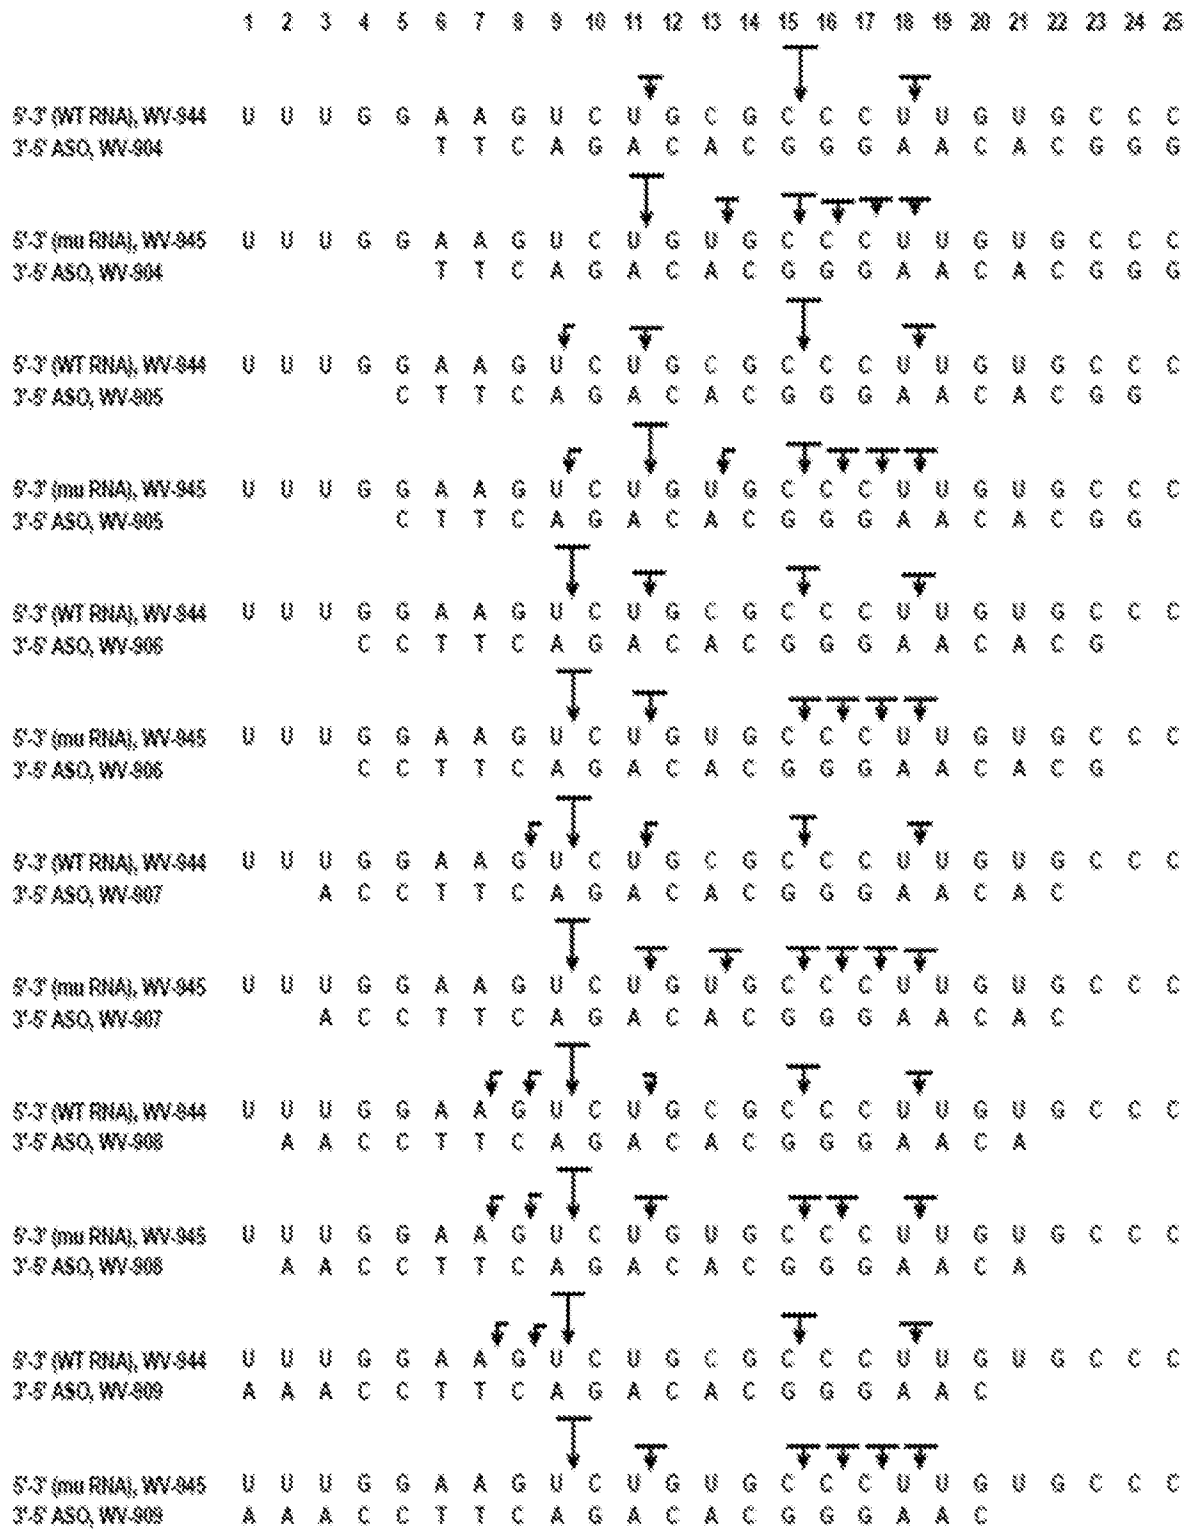 1 2 3 4 5 6 7 8 9 10 11 12 13 14 15 16 17 18 19 20 21 22 23 24 25
5'-3' (WT RNA), WV-944 U U U G G A A G U C U G C G C C C U U G U G C C C
3'-5' ASO, WV-904 T T C A G A C A C G G G A A C A C G G G
5'-3' (mu RNA), WV-945 U U U G G A A G U C U G U G C C C U U G U G C C C
3'-5' ASO, WV-904 T T C A G A C A C G G G A A C A C G G G
5'-3' (WT RNA), WV-944 U U U G G A A G U C U G C G C C C U U G U G C C C
3'-5' ASO, WV-905 C T T C A G A C A C G G G A A C A C G G
5'-3' (mu RNA), WV-945 U U U G G A A G U C U G U G C C C U U G U G C C C
3'-5' ASO, WV-905 C T T C A G A C A C G G G A A C A C G G
5'-3' (WT RNA), WV-944 U U U G G A A G U C U G C G C C C U U G U G C C C
3'-5' ASO, WV-906 C C T T C A G A C A C G G G A A C A C G
5'-3' (mu RNA), WV-945 U U U G G A A G U C U G U G C C C U U G U G C C C
3'-5' ASO, WV-906 C C T T C A G A C A C G G G A A C A C G
5'-3' (WT RNA), WV-944 U U U G G A A G U C U G C G C C C U U G U G C C C
3'-5' ASO, WV-907 A C C T T C A G A C A C G G G A A C A C
5'-3' (mu RNA), WV-945 U U U G G A A G U C U G U G C C C U U G U G C C C
3'-5' ASO, WV-907 A C C T T C A G A C A C G G G A A C A C
5'-3' (WT RNA), WV-944 U U U G G A A G U C U G C G C C C U U G U G C C C
3'-5' ASO, WV-908 A A C C T T C A G A C A C G G G A A C A
5'-3' (mu RNA), WV-945 U U U G G A A G U C U G U G C C C U U G U G C C C
3'-5' ASO, WV-908 A A C C T T C A G A C A C G G G A A C A
5'-3' (WT RNA), WV-944 U U U G G A A G U C U G C G C C C U U G U G C C C
3'-5' ASO, WV-909 A A A C C T T C A G A C A C G G G A A C
5'-3' (mu RNA), WV-945 U U U G G A A G U C U G U G C C C U U G U G C C C
3'-5' ASO, WV-909 A A A C C T T C A G A C A C G G G A A C